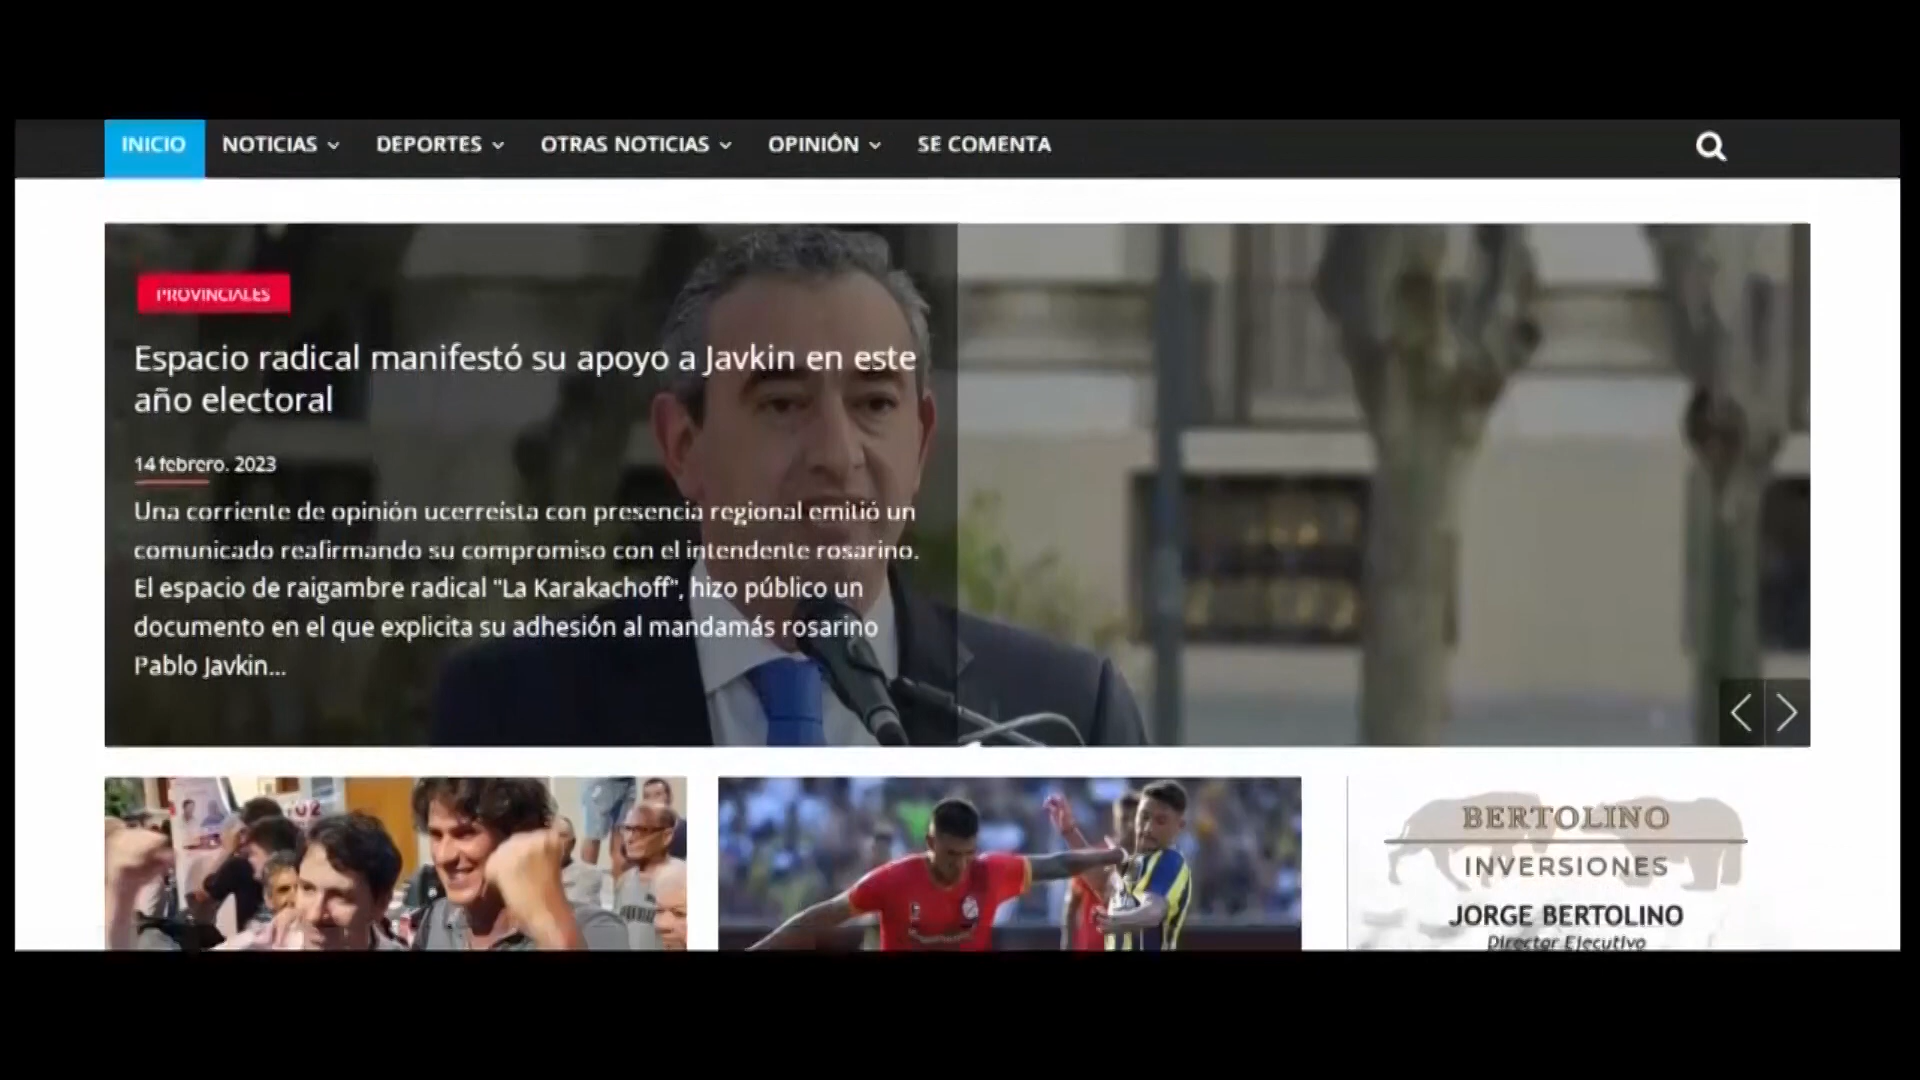 INICIO NOTICIAS DEPORTES OTRAS NOTICIAS OPINIÓN SE COMENTA
PROVINCIALES
Espacio radical manifestó su apoyo a Javkin en este
año electoral
14 febrero, 2023
Una corriente de opinión ucerreísta con presencia regional emitió un
comunicado reafirmando su compromiso con el intendente rosarino.
El espacio de raigambre radical "La Karakachoff", hizo público un
documento en el que explicita su adhesión al mandamás rosarino
Pablo Javkin...
BERTOLINO
INVERSIONES
JORGE BERTOLINO
Director Ejecutivo